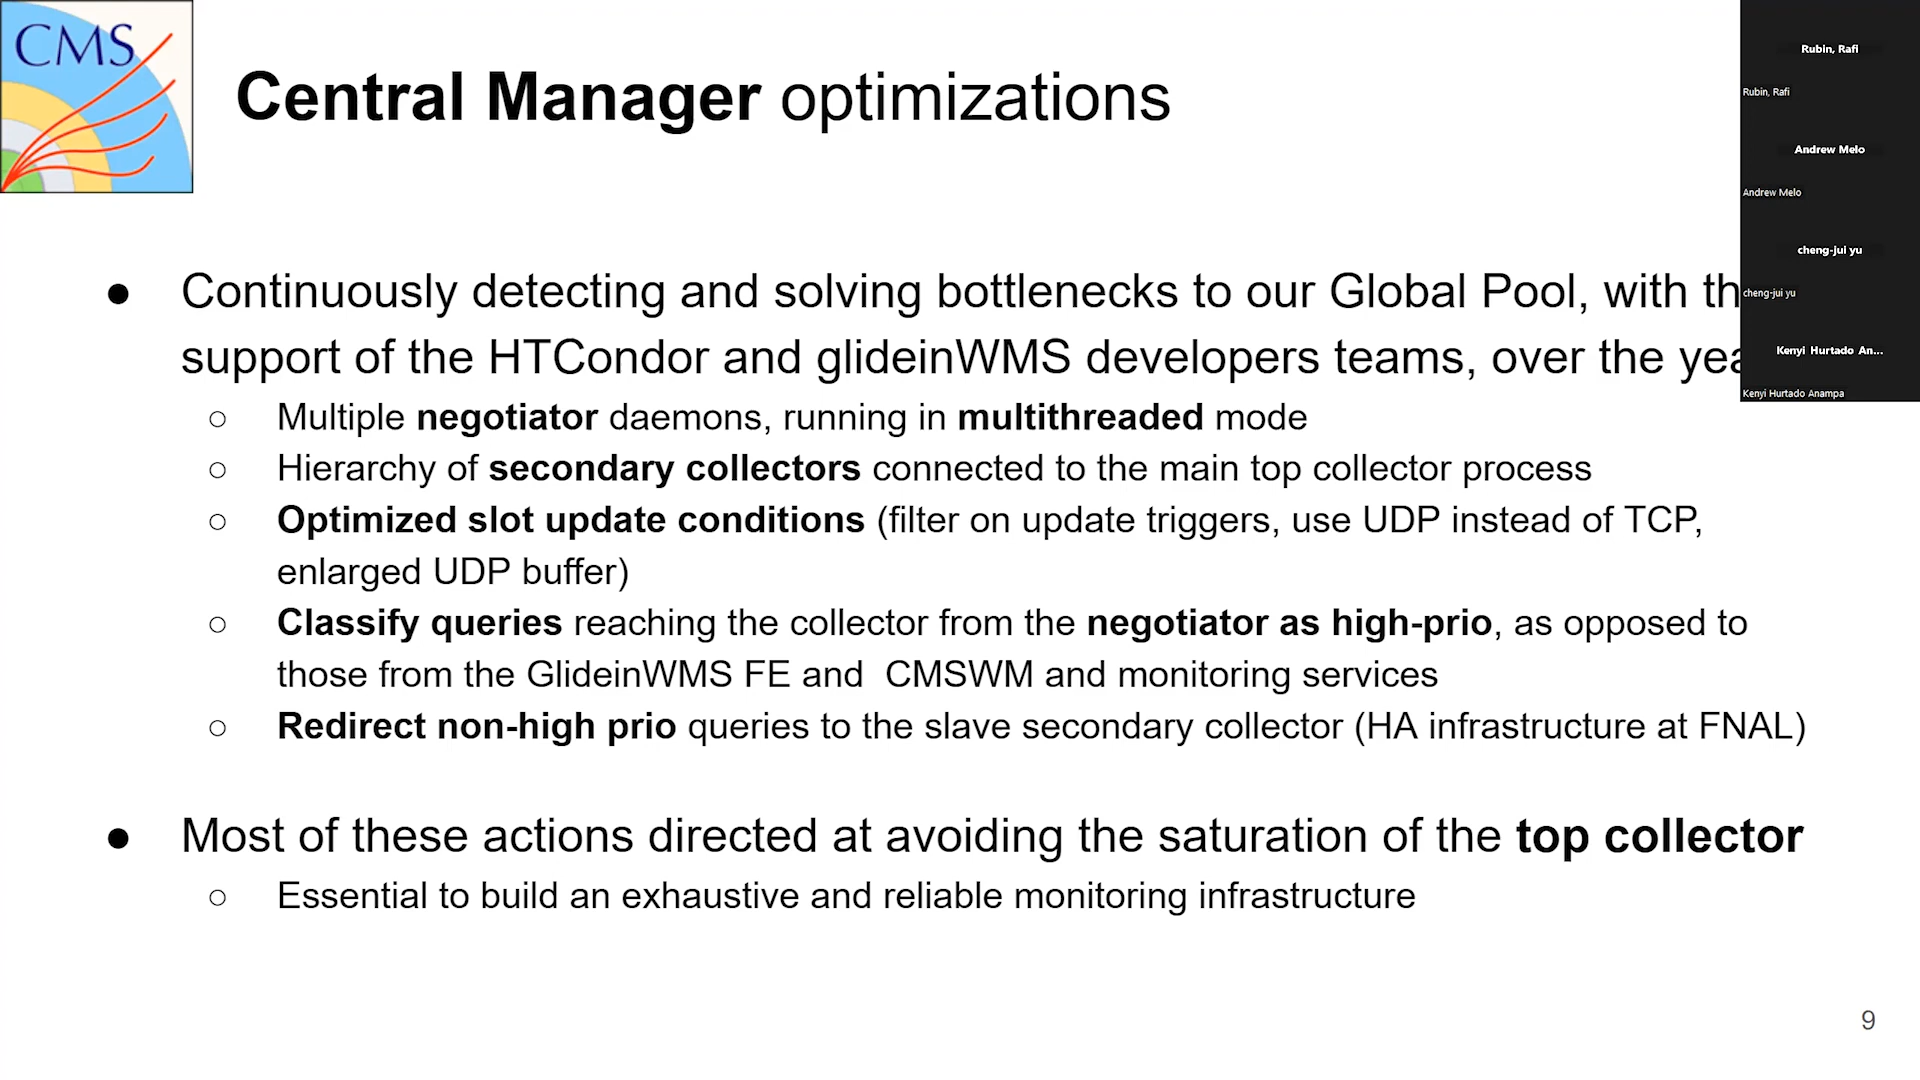 CMS
Central Manager optimizations
● Continuously detecting and solving bottlenecks to our Global Pool, with th
support of the HTCondor and glideinWMS developers teams, over the yea
○ Multiple negotiator daemons, running in multithreaded mode
○ Hierarchy of secondary collectors connected to the main top collector process
○ Optimized slot update conditions (filter on update triggers, use UDP instead of TCP,
enlarged UDP buffer)
○ Classify queries reaching the collector from the negotiator as high-prio, as opposed to
those from the GlideinWMS FE and  CMSWM and monitoring services
○ Redirect non-high prio queries to the slave secondary collector (HA infrastructure at FNAL)
● Most of these actions directed at avoiding the saturation of the top collector
○ Essential to build an exhaustive and reliable monitoring infrastructure
9
Rubin, Rafi
Rubin, Rafi
Andrew Melo
Andrew Melo
cheng-jui yu
cheng-jui yu
Kenyi Hurtado An...
Kenyi Hurtado Anampa